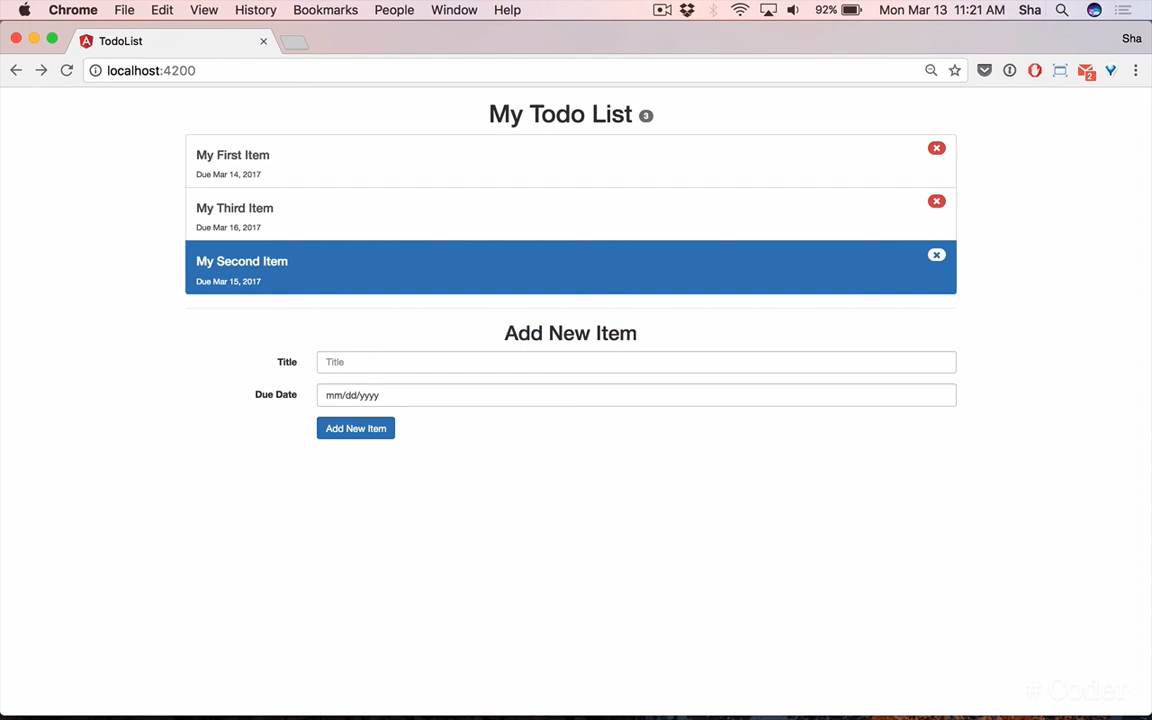 Chrome File Edit View History Bookmarks People Window Help 92% Mon Mar 13 11:21 AM Sha
TodoList Sha
localhost:4200 2
My Todo List 3
My First Item
Due Mar 14, 2017
My Third Item
Due Mar 16, 2017
My Second Item
Due Mar 15, 2017
Add New Item
Title Title
Due Date mm/dd/yyyy
Add New Item
# Coder